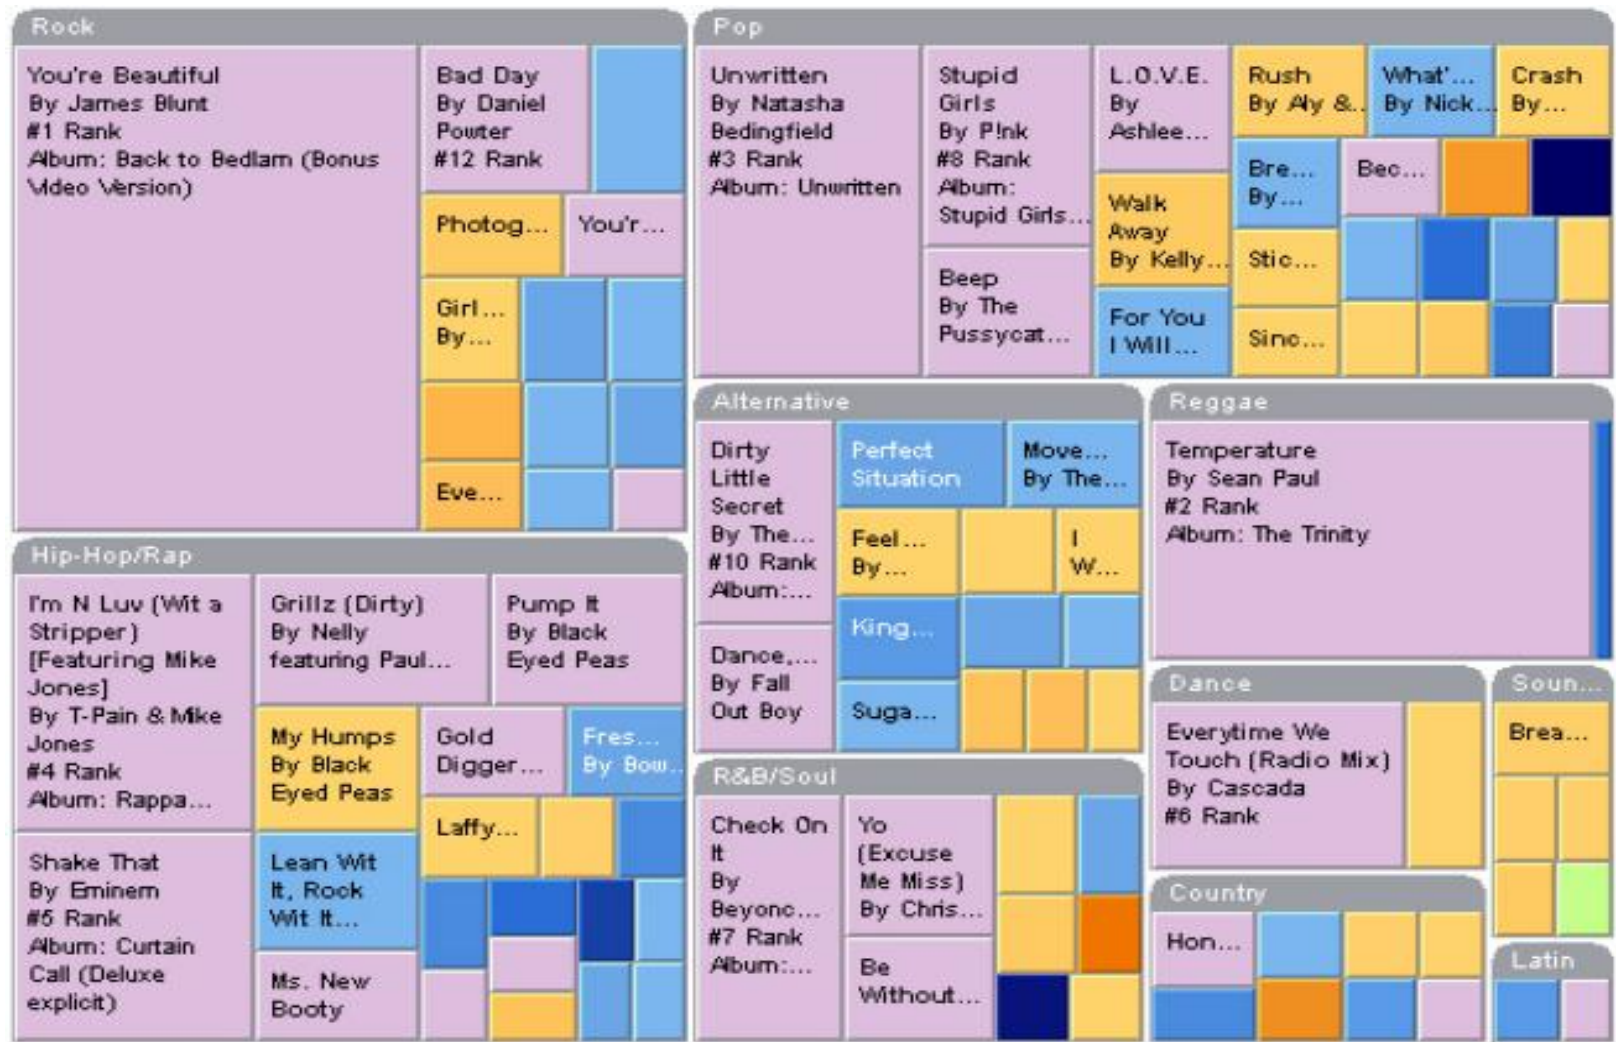 Rock
You're Beautiful
By James Blunt
#1 Rank
Album: Back to Bedlam (Bonus
Video Version)
Bad Day
By Daniel
Powter
#12 Rank
Photog...
You'r...
Girl...
By...
Eve...
Pop
Unwritten
By Natasha
Bedingfield
#3 Rank
Album: Unwritten
Stupid
Girls
By P!nk
#8 Rank
Album:
Stupid Girls...
Beep
By The
Pussycat...
L.O.V.E.
By
Ashlee...
Walk
Away
By Kelly...
For You
I Will...
Rush
By Aly &..
What'...
By Nick...
Crash
By...
Bre...
By...
Bec...
Stic...
Sinc...
Hip-Hop/Rap
I'm N Luv (Wit a
Stripper)
[Featuring Mike
Jones]
By T-Pain & Mike
Jones
#4 Rank
Album: Rappa...
Shake That
By Eminem
#5 Rank
Album: Curtain
Call (Deluxe
explicit)
Grillz (Dirty)
By Nelly
featuring Paul...
Pump It
By Black
Eyed Peas
My Humps
By Black
Eyed Peas
Gold
Digger...
Fres...
By Bow..
Laffy...
Lean Wit
It, Rock
Wit It...
Ms. New
Booty
Alternative
Dirty
Little
Secret
By The...
#10 Rank
Album:...
Dance,...
By Fall
Out Boy
Perfect
Situation
Move...
By The...
Feel...
By...
I
W...
King...
Suga...
Reggae
Temperature
By Sean Paul
#2 Rank
Album: The Trinity
R&B/Soul
Check On
It
By
Beyonc...
#7 Rank
Album:...
Yo
(Excuse
Me Miss)
By Chris...
Be
Without...
Dance
Everytime We
Touch (Radio Mix)
By Cascada
#6 Rank
Soun...
Brea...
Country
Hon...
Latin